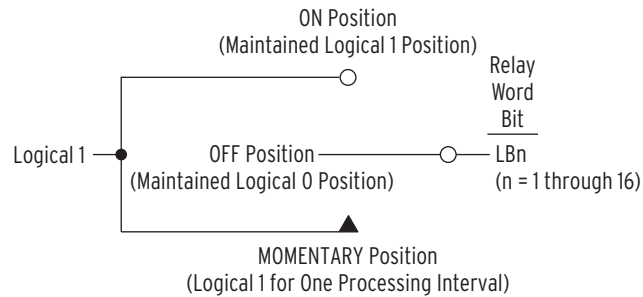 ON Position
(Maintained Logical 1 Position)
Relay
Word
Bit
Logical 1
OFF Position
LBn
(Maintained Logical 0 Position)
(n = 1 through 16)
MOMENTARY Position
(Logical 1 for One Processing Interval)